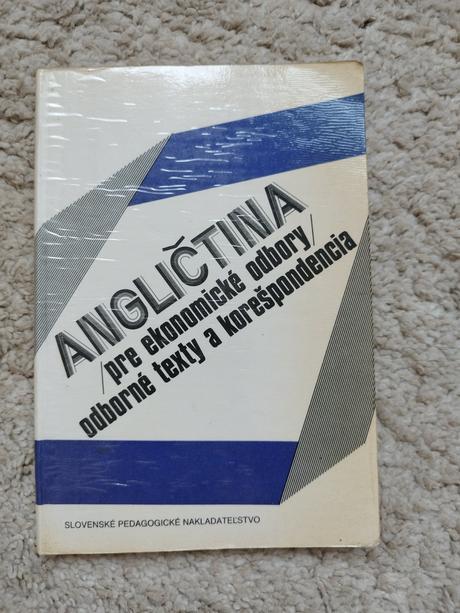 ANGLIČTINA
/pre ekonomické odbory/
odborné texty a korešpondencia
SLOVENSKÉ PEDAGOGICKÉ NAKLADATEĽSTVO